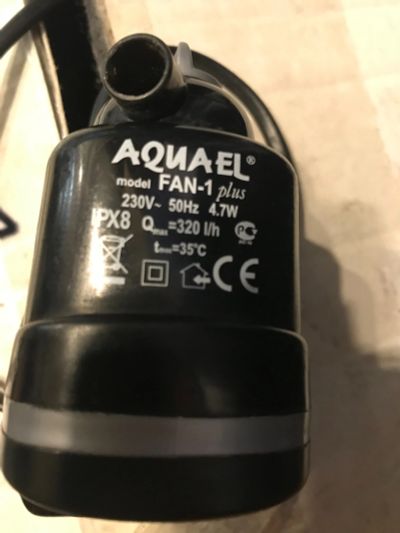 AQUAEL®
model FAN-1 plus
230V~ 50Hz 4.7W
IPX8 Qmax=320 l/h
tmax=35°C
CE